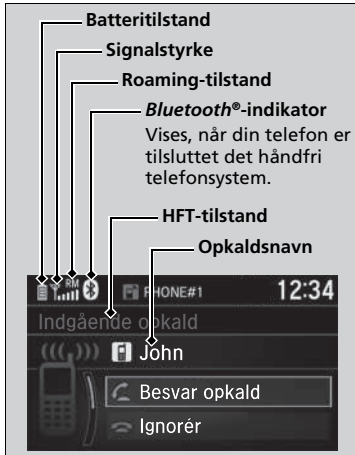 Batteritilstand
Signalstyrke
Roaming-tilstand
Bluetooth®-indikator
Vises, når din telefon er
tilsluttet det håndfri
telefonsystem.
HFT-tilstand
Opkaldsnavn
RM PHONE#1 12:34
Indgående opkald
John
Besvar opkald
Ignorér